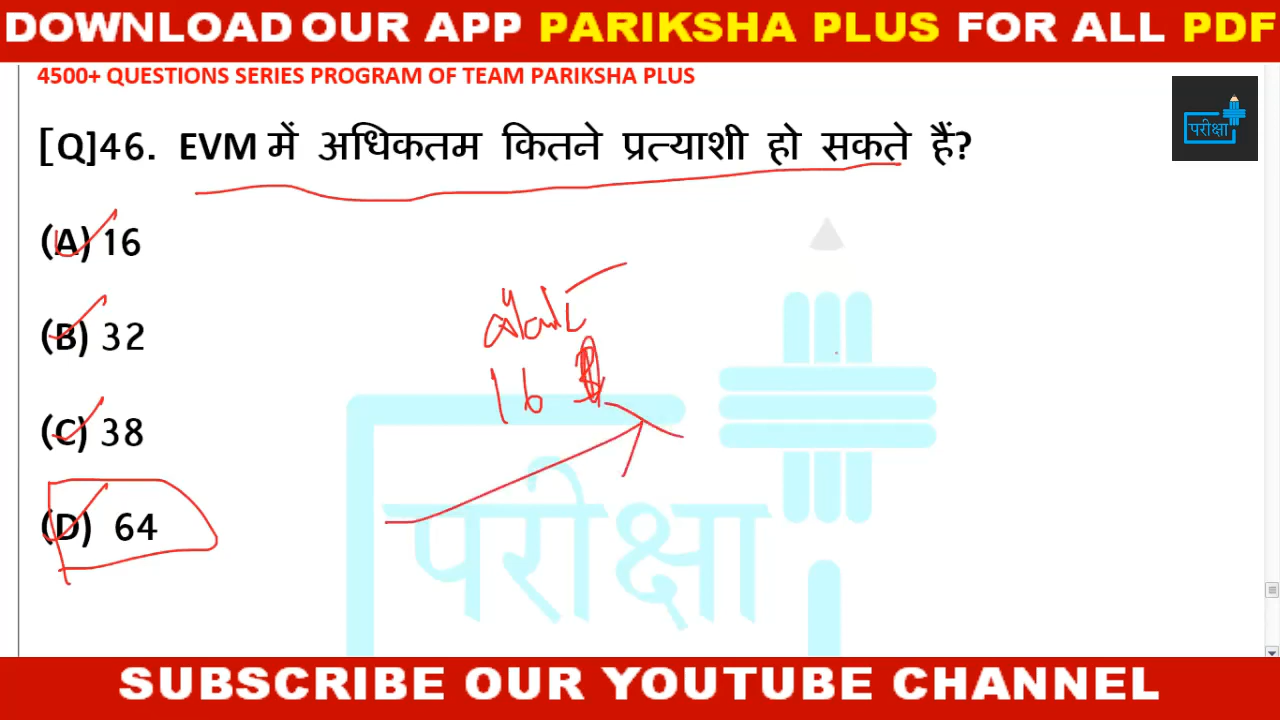 DOWNLOAD OUR APP PARIKSHA PLUS FOR ALL PDF
4500+ QUESTIONS SERIES PROGRAM OF TEAM PARIKSHA PLUS
परीक्षा
[Q]46. EVM में अधिकतम कितने प्रत्याशी हो सकते हैं?
(A) 16
(B) 32
(C) 38
(D) 64
16
परीक्षा
SUBSCRIBE OUR YOUTUBE CHANNEL